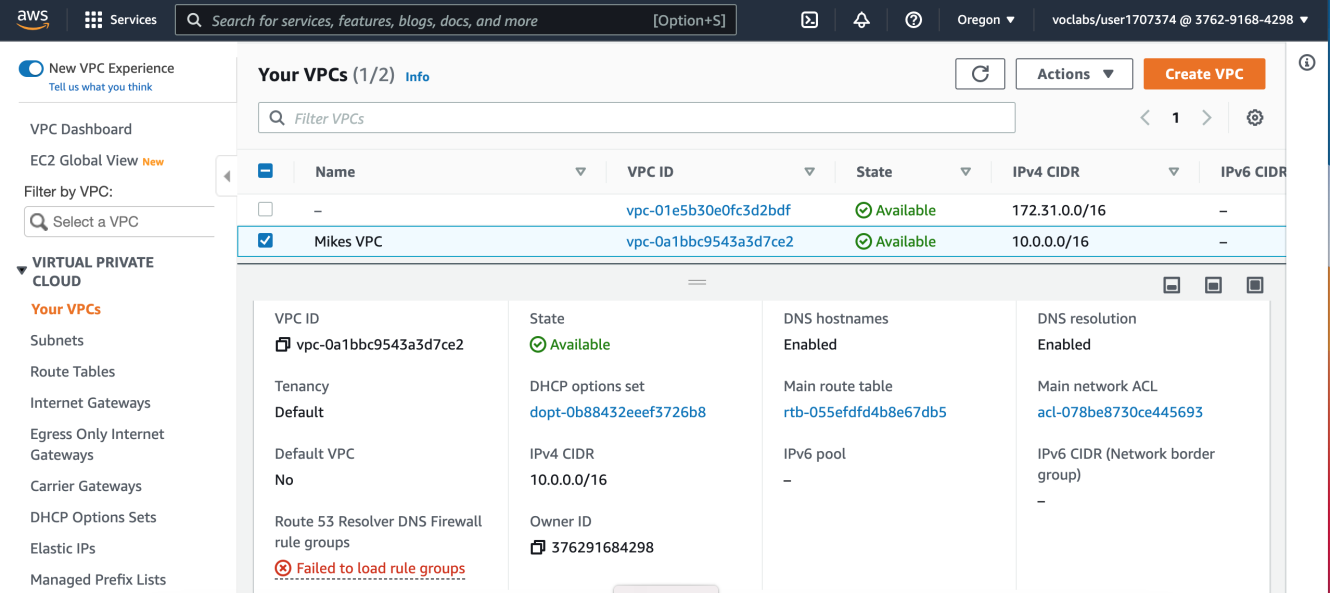 aws
Services
Search for services, features, blogs, docs, and more
[Option+S]
Oregon
voclabs/user1707374 @ 3762-9168-4298
New VPC Experience
Tell us what you think
VPC Dashboard
EC2 Global View New
Filter by VPC:
Select a VPC
VIRTUAL PRIVATE
CLOUD
Your VPCs
Subnets
Route Tables
Internet Gateways
Egress Only Internet
Gateways
Carrier Gateways
DHCP Options Sets
Elastic IPs
Managed Prefix Lists
Your VPCs (1/2) Info
Actions
Create VPC
Filter VPCs
1
Name VPC ID State IPv4 CIDR IPv6 CIDR
– vpc-01e5b30e0fc3d2bdf Available 172.31.0.0/16 –
Mikes VPC vpc-0a1bbc9543a3d7ce2 Available 10.0.0.0/16 –
VPC ID
vpc-0a1bbc9543a3d7ce2
State
Available
DNS hostnames
Enabled
DNS resolution
Enabled
Tenancy
Default
DHCP options set
dopt-0b88432eeef3726b8
Main route table
rtb-055efdfd4b8e67db5
Main network ACL
acl-078be8730ce445693
Default VPC
No
IPv4 CIDR
10.0.0.0/16
IPv6 pool
–
IPv6 CIDR (Network border
group)
–
Route 53 Resolver DNS Firewall
rule groups
Failed to load rule groups
Owner ID
376291684298